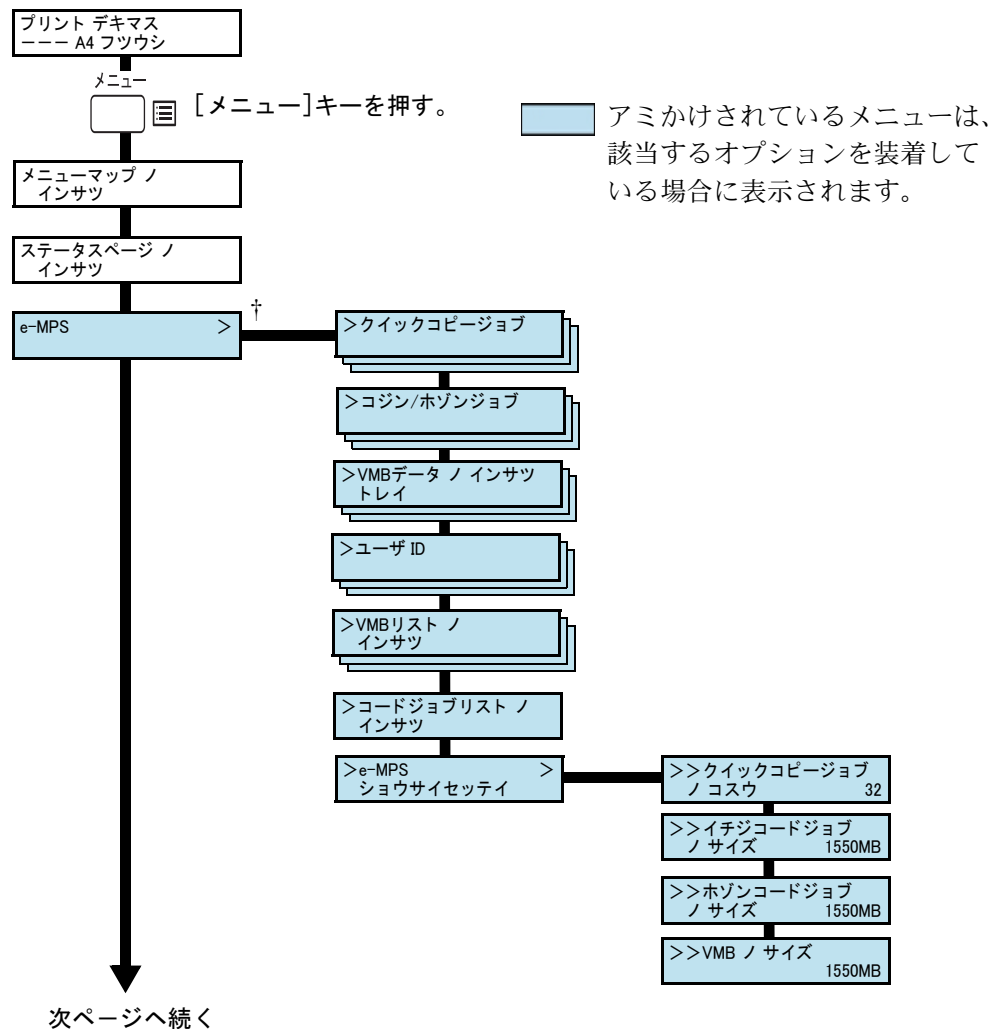 プリント デキマス
－－－ A4 フツウシ
メニュー
［メニュー］キーを押す。
アミかけされているメニューは、
該当するオプションを装着して
いる場合に表示されます。
メニューマップ ノ
インサツ
ステータスページ ノ
インサツ
e-MPS ＞
†
＞クイックコピージョブ
＞コジン/ホゾンジョブ
＞VMBデータ ノ インサツ
トレイ
＞ユーザ ID
＞VMBリスト ノ
インサツ
＞コードジョブリスト ノ
インサツ
＞e-MPS ＞
ショウサイセッテイ
＞＞クイックコピージョブ
ノ コスウ 32
＞＞イチジコードジョブ
ノ サイズ 1550MB
＞＞ホゾンコードジョブ
ノ サイズ 1550MB
＞＞VMB ノ サイズ
1550MB
次ページへ続く